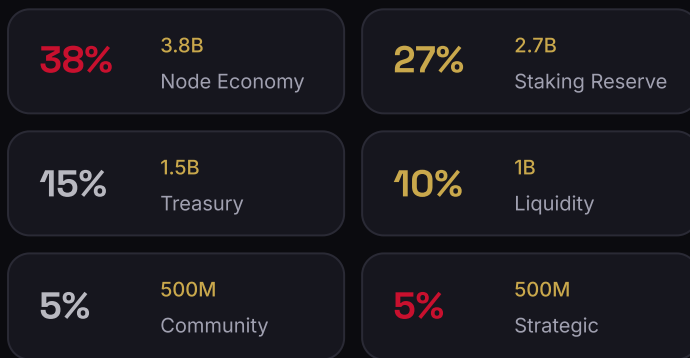 38%
3.8B
Node Economy
27%
2.7B
Staking Reserve
15%
1.5B
Treasury
10%
1B
Liquidity
5%
500M
Community
5%
500M
Strategic